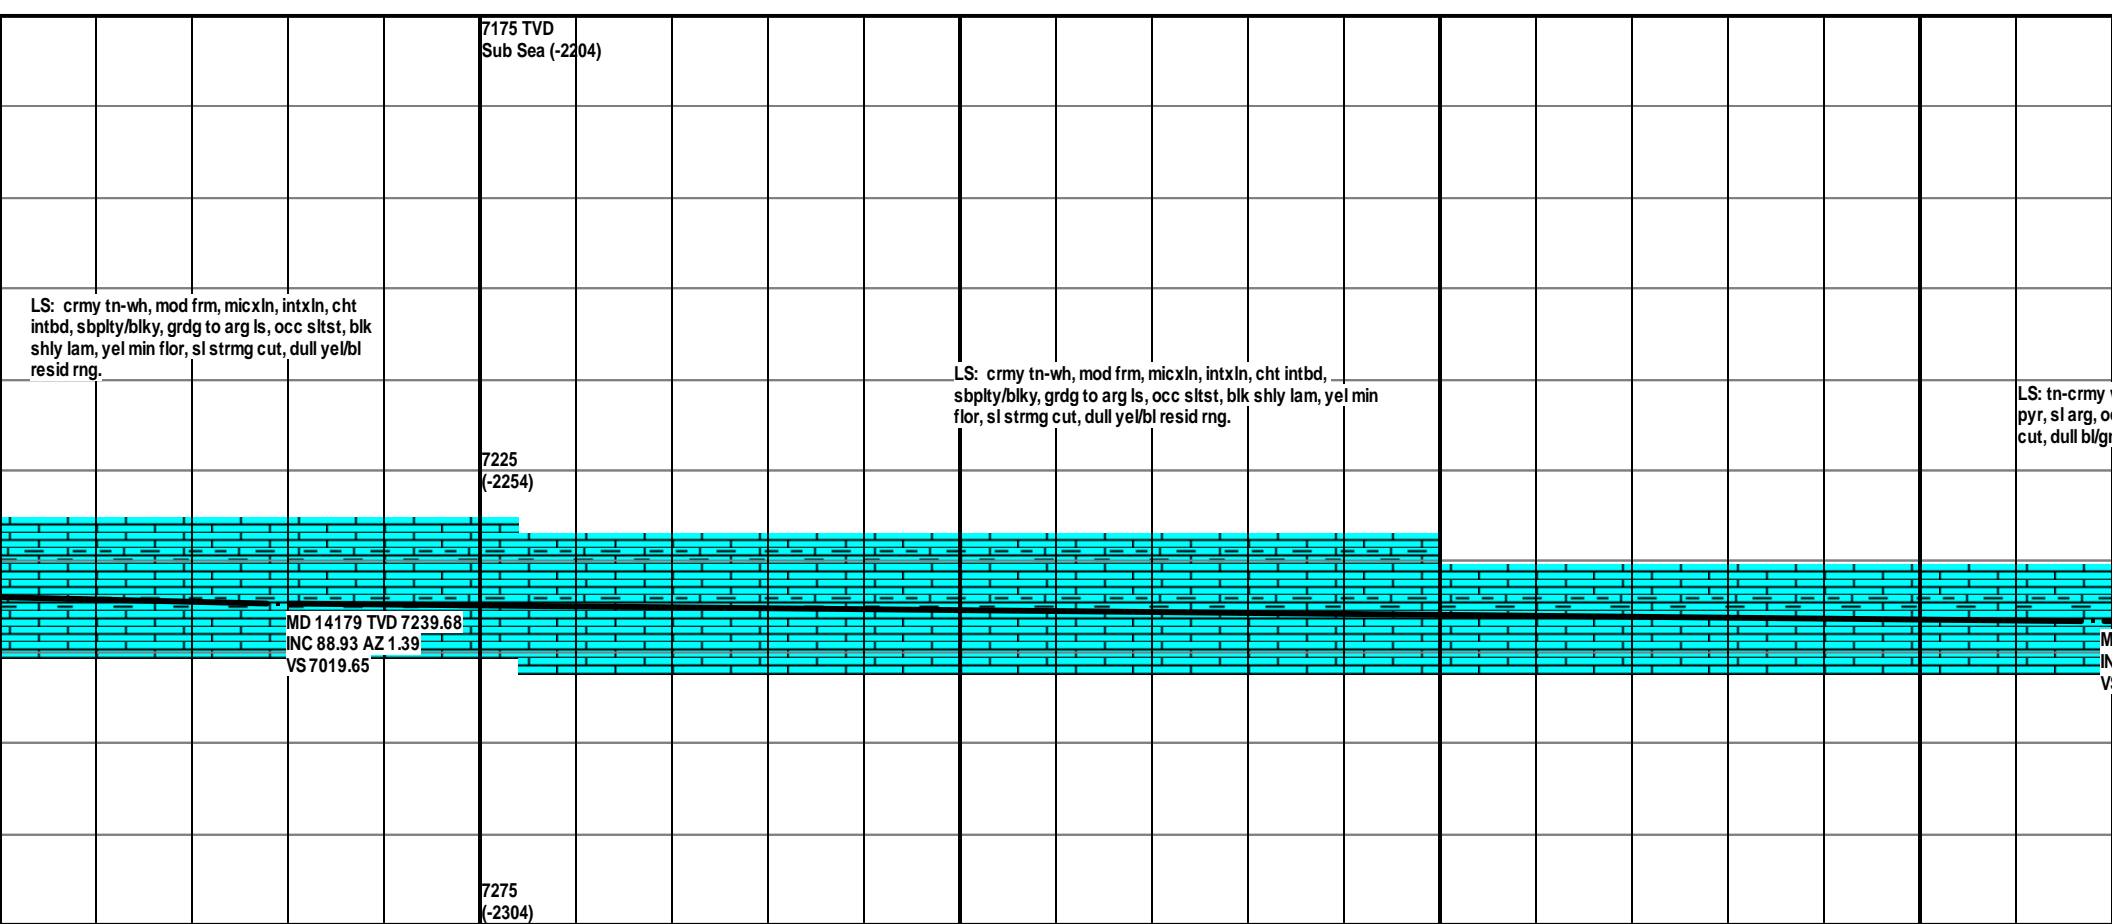 7175 TVD
Sub Sea (-2204)
LS:  crmy tn-wh, mod frm, micxln, intxln, cht
intbd, sbplty/blky, grdg to arg ls, occ sltst, blk
shly lam, yel min flor, sl strmg cut, dull yel/bl
resid rng.
LS:  crmy tn-wh, mod frm, micxln, intxln, cht intbd,
sbplty/blky, grdg to arg ls, occ sltst, blk shly lam, yel min
flor, sl strmg cut, dull yel/bl resid rng.
LS: tn-crmy
pyr, sl arg,
cut, dull
7225
(-2254)
MD 14179 TVD 7239.68
INC 88.93 AZ 1.39
VS 7019.65
7275
(-2304)